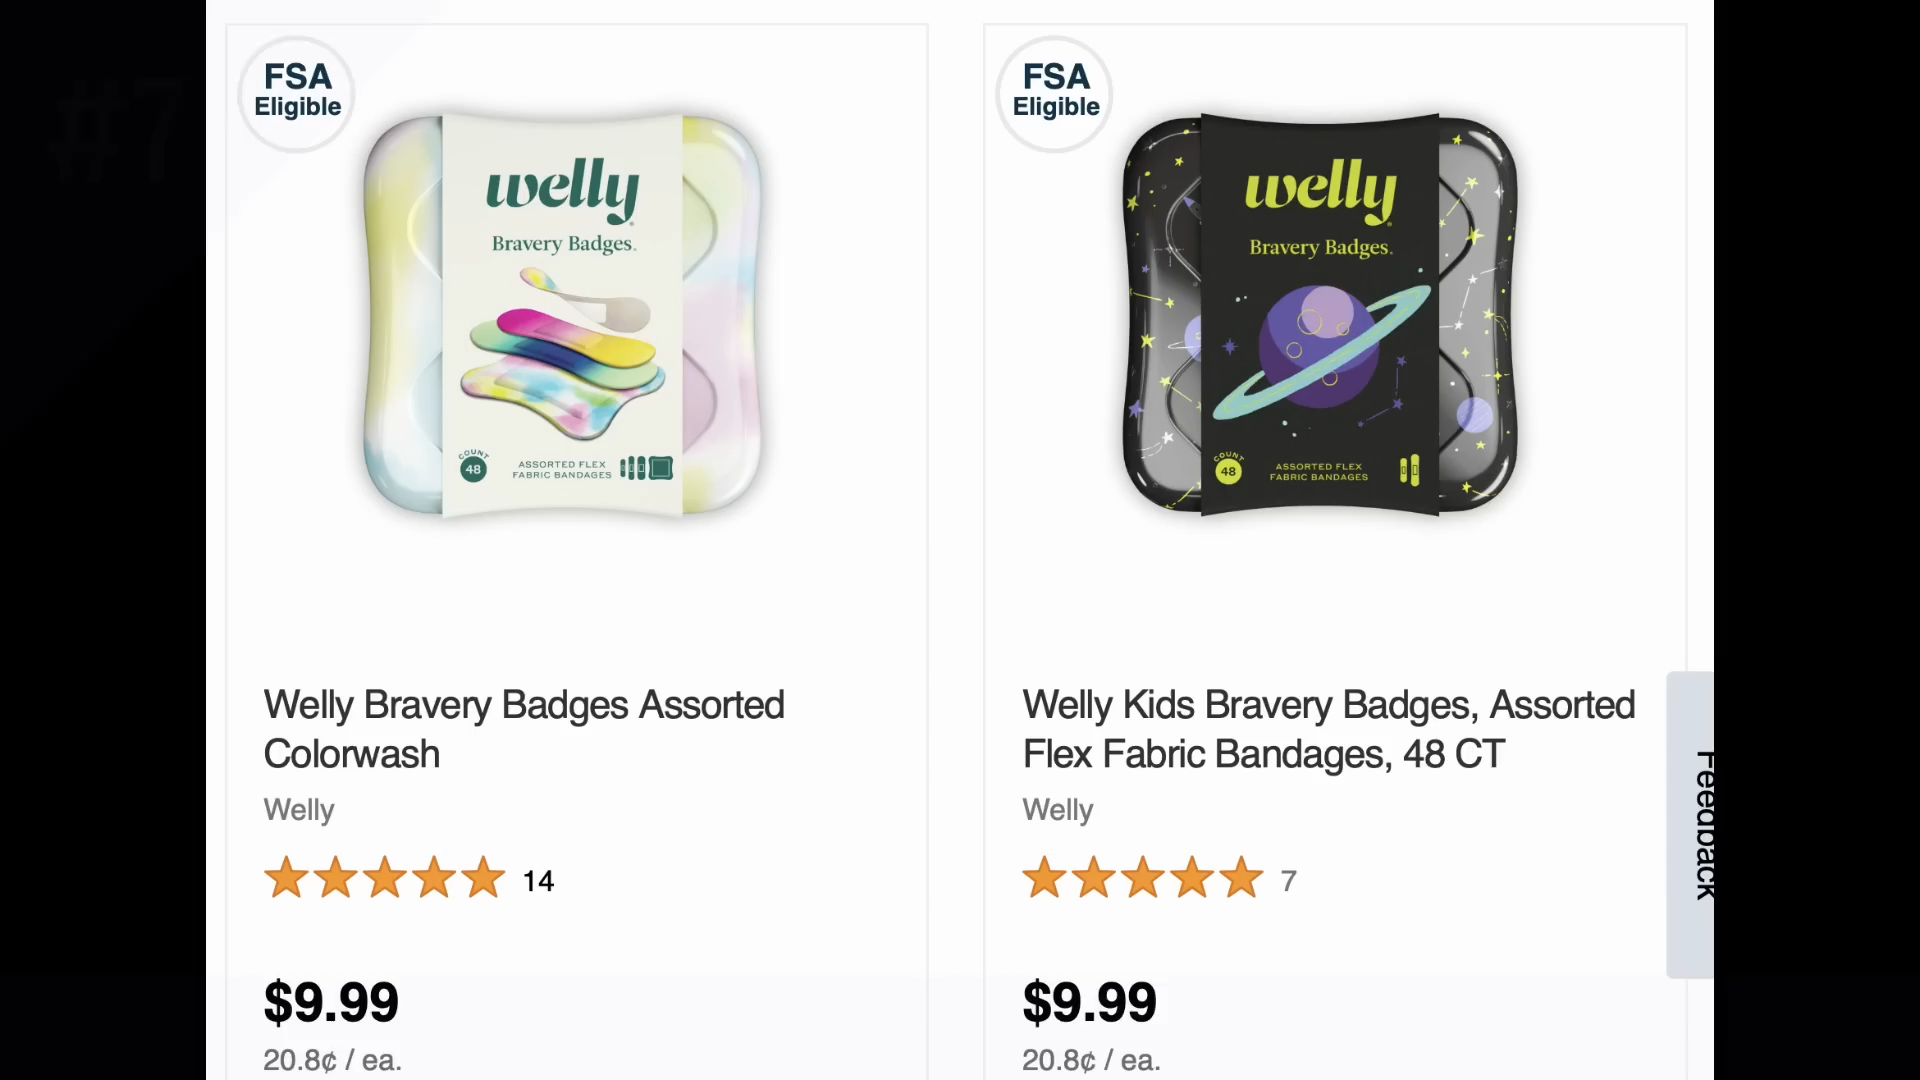 #7
FSA
Eligible
welly
Bravery Badges.
COUNT
48
ASSORTED FLEX
FABRIC BANDAGES
Welly Bravery Badges Assorted
Colorwash
Welly
14
$9.99
20.8¢ / ea.
FSA
Eligible
welly
Bravery Badges.
COUNT
48
ASSORTED FLEX
FABRIC BANDAGES
Welly Kids Bravery Badges, Assorted
Flex Fabric Bandages, 48 CT
Welly
7
$9.99
20.8¢ / ea.
Feedback